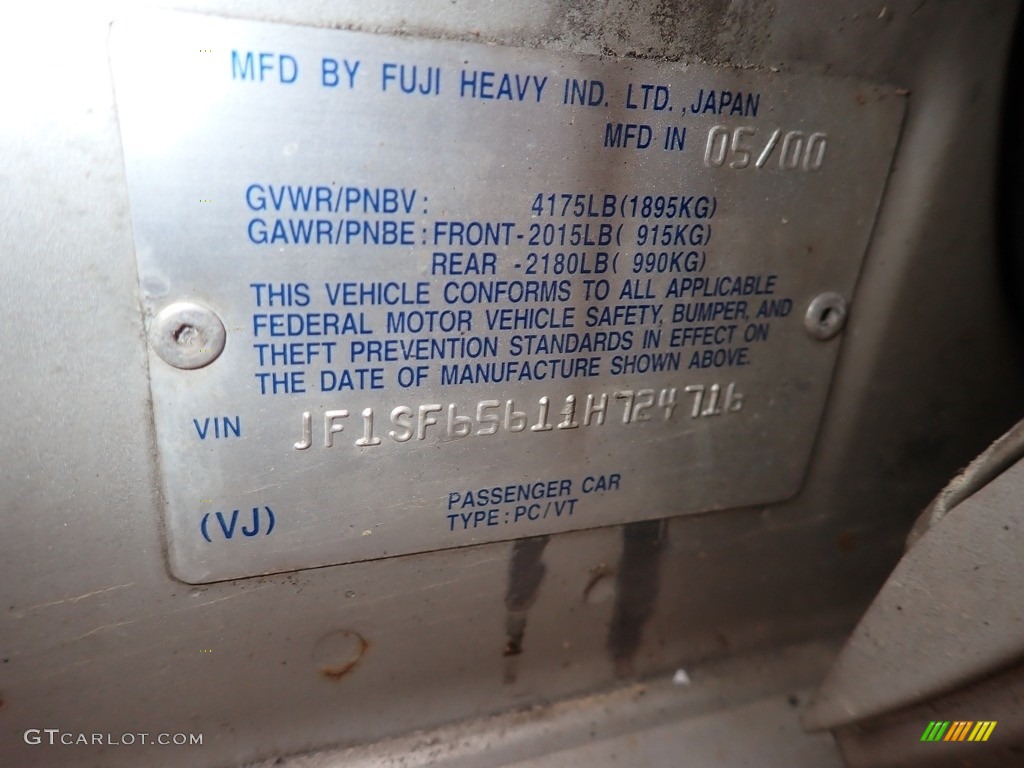 MFD BY FUJI HEAVY IND. LTD.,JAPAN
MFD IN 05/00
GVWR/PNBV: 4175LB(1895KG)
GAWR/PNBE:FRONT-2015LB( 915KG)
REAR -2180LB( 990KG)
THIS VEHICLE CONFORMS TO ALL APPLICABLE
FEDERAL MOTOR VEHICLE SAFETY, BUMPER, AND
THEFT PREVENTION STANDARDS IN EFFECT ON
THE DATE OF MANUFACTURE SHOWN ABOVE.
VIN JF1SF65611H724716
PASSENGER CAR
(VJ) TYPE:PC/VT
GTCARLOT.COM